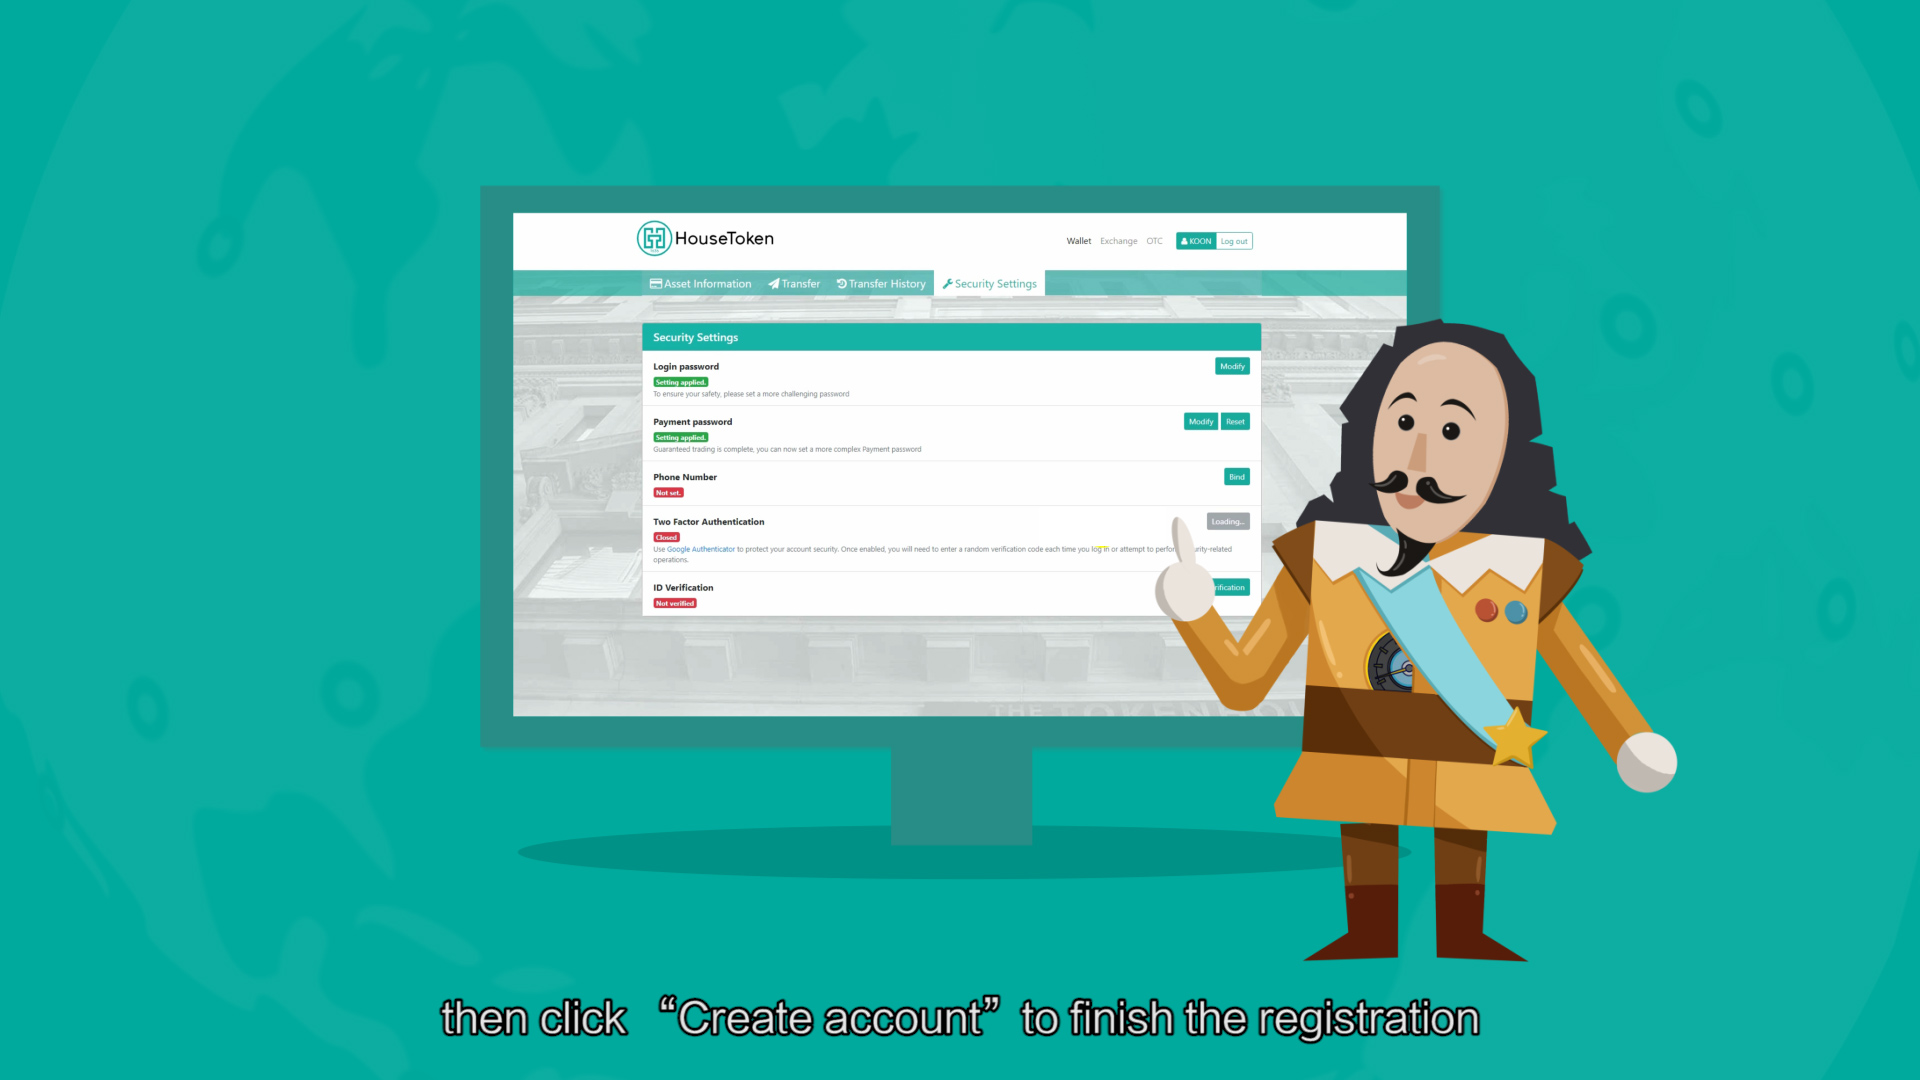 HouseToken
Wallet Exchange OTC KOON Log out
Asset Information Transfer Transfer History Security Settings
Security Settings
Login password Modify
Setting applied.
To ensure your safety, please set a more challenging password
Payment password Modify Reset
Setting applied.
Guaranteed trading is complete, you can now set a more complex Payment password
Phone Number Bind
Not set.
Two Factor Authentication Loading...
Closed
Use Google Authenticator to protect your account security. Once enabled, you will need to enter a random verification code each time you log in or attempt to perfor urity-related
operations.
ID Verification rification
Not verified
THE TOKEN
then click “Create account” to finish the registration